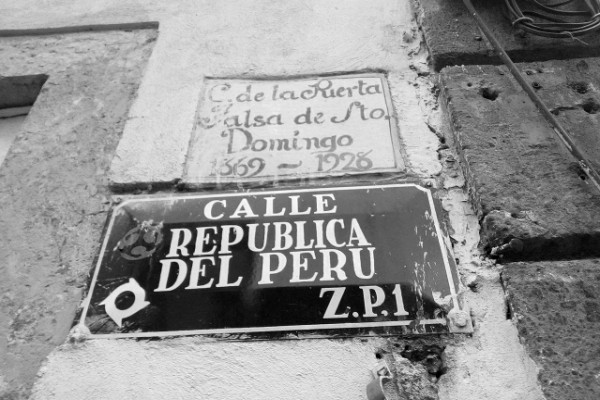 C. de la Puerta
Falsa de Sto.
Domingo
1869 - 1928
CALLE
REPUBLICA
DEL PERU
Z.P.1